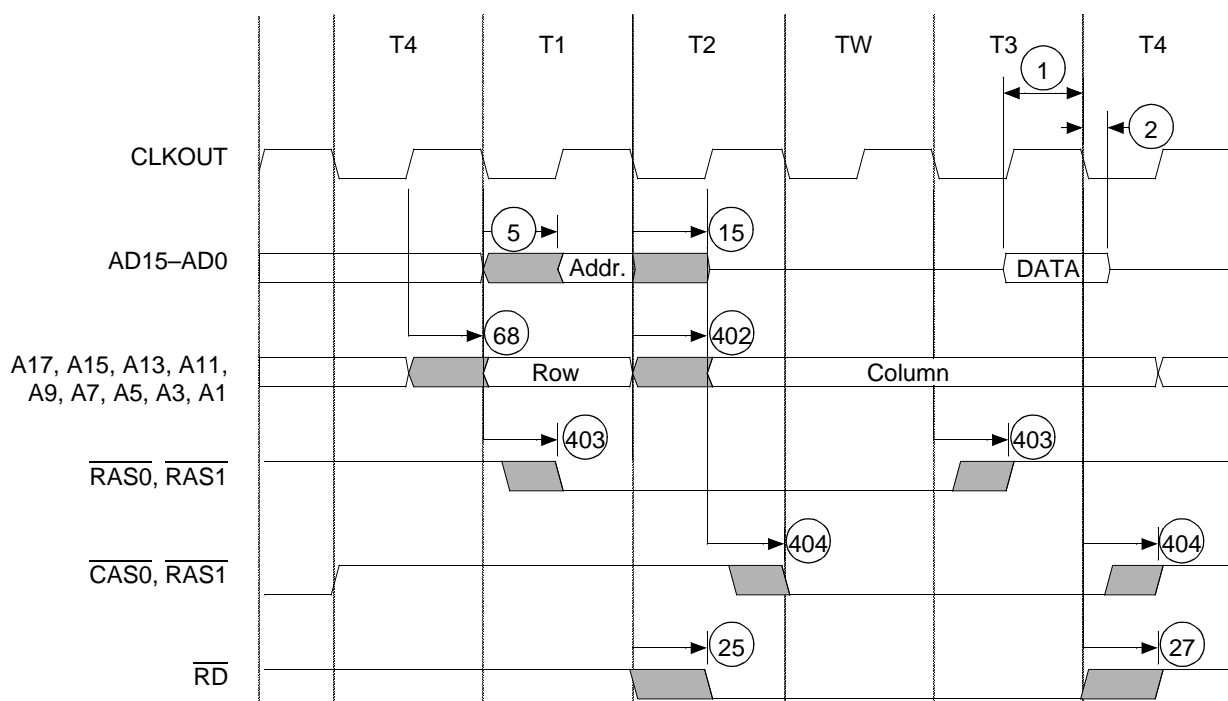 T4 T1 T2 TW T3 T4
1
2
CLKOUT
5 15
AD15–AD0 Addr. DATA
68 402
A17, A15, A13, A11,
A9, A7, A5, A3, A1
Row Column
403 403
RAS0, RAS1
404 404
CAS0, RAS1
25 27
RD